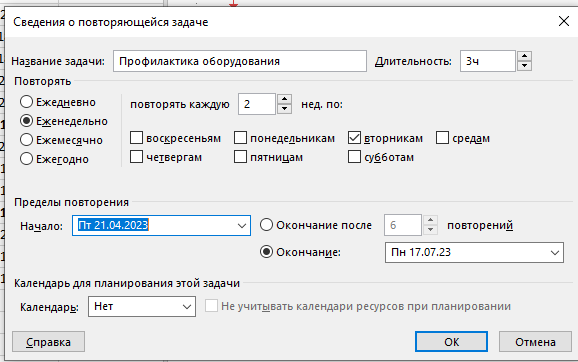 Сведения о повторяющейся задаче
Название задачи: Профилактика оборудования Длительность: 3ч
Повторять
Ежедневно
Еженедельно
Ежемесячно
Ежегодно
повторять каждую 2 нед. по:
воскресеньям понедельникам вторникам средам
четвергам пятницам субботам
Пределы повторения
Начало: Пт 21.04.2023 Окончание после 6 повторений
Окончание: Пн 17.07.23
Календарь для планирования этой задачи
Календарь: Нет Не учитывать календари ресурсов при планировании
Справка ОК Отмена